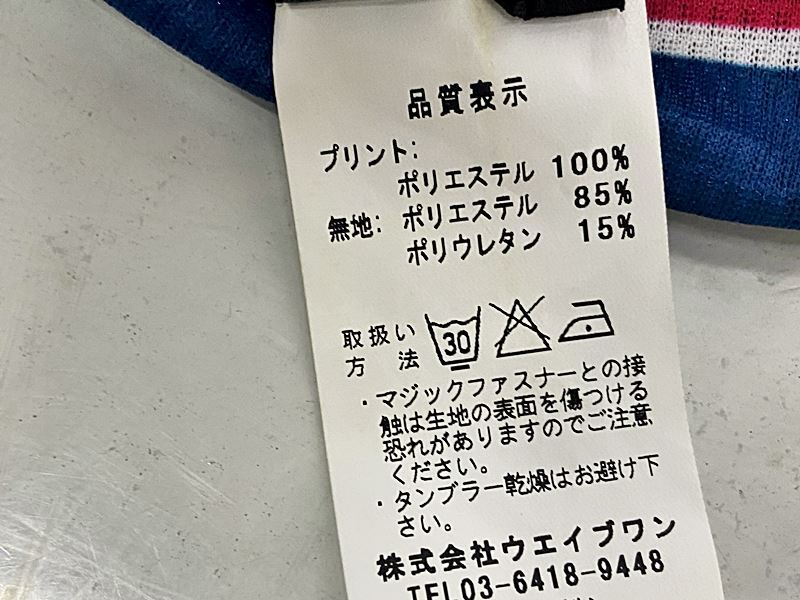 品質表示
プリント:
ポリエステル 100%
無地: ポリエステル 85%
ポリウレタン 15%
取扱い
方 法
30
・マジックファスナーとの接
触は生地の表面を傷つける
恐れがありますのでご注意
ください。
・タンブラー乾燥はお避け下
さい。
株式会社ウエイブワン
TEL03-6418-9448